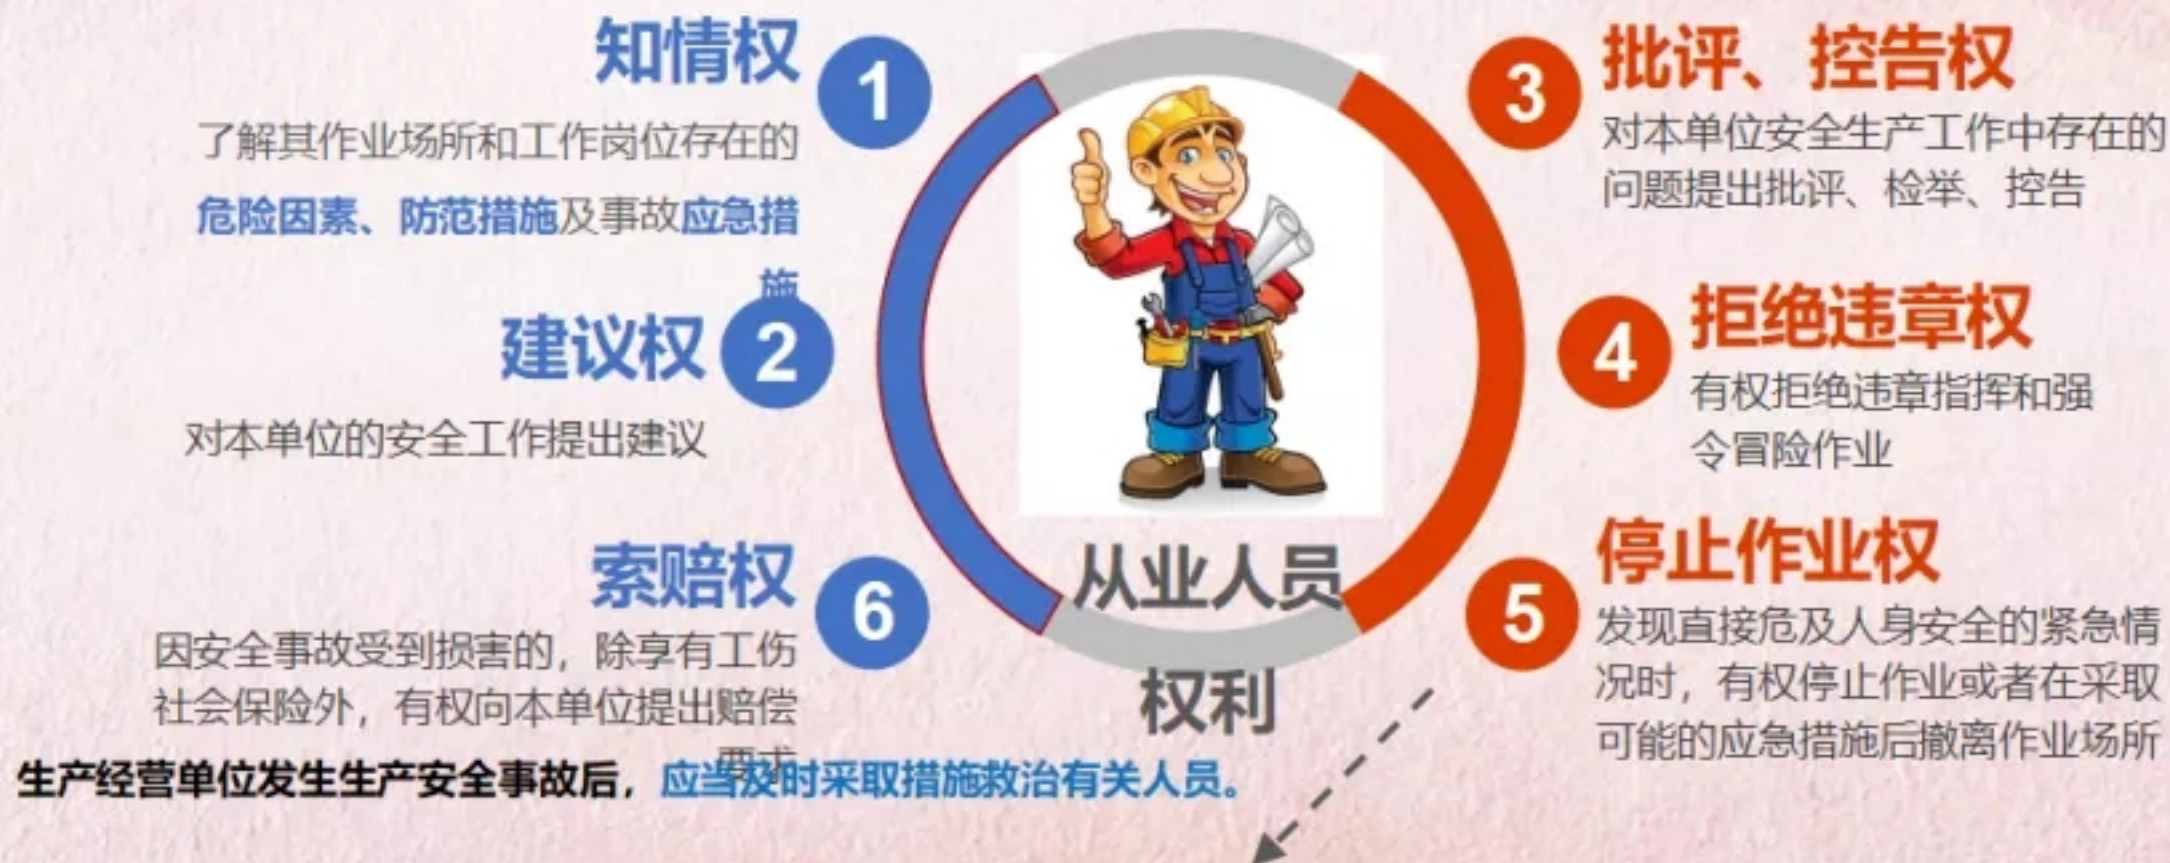 知情权
1
了解其作业场所和工作岗位存在的
危险因素、防范措施及事故应急措
施
建议权
2
对本单位的安全工作提出建议
索赔权
6
因安全事故受到损害的，除享有工伤
社会保险外，有权向本单位提出赔偿
要求
生产经营单位发生生产安全事故后，应当及时采取措施救治有关人员。
从业人员
权利
3
批评、控告权
对本单位安全生产工作中存在的
问题提出批评、检举、控告
4
拒绝违章权
有权拒绝违章指挥和强
令冒险作业
5
停止作业权
发现直接危及人身安全的紧急情
况时，有权停止作业或者在采取
可能的应急措施后撤离作业场所